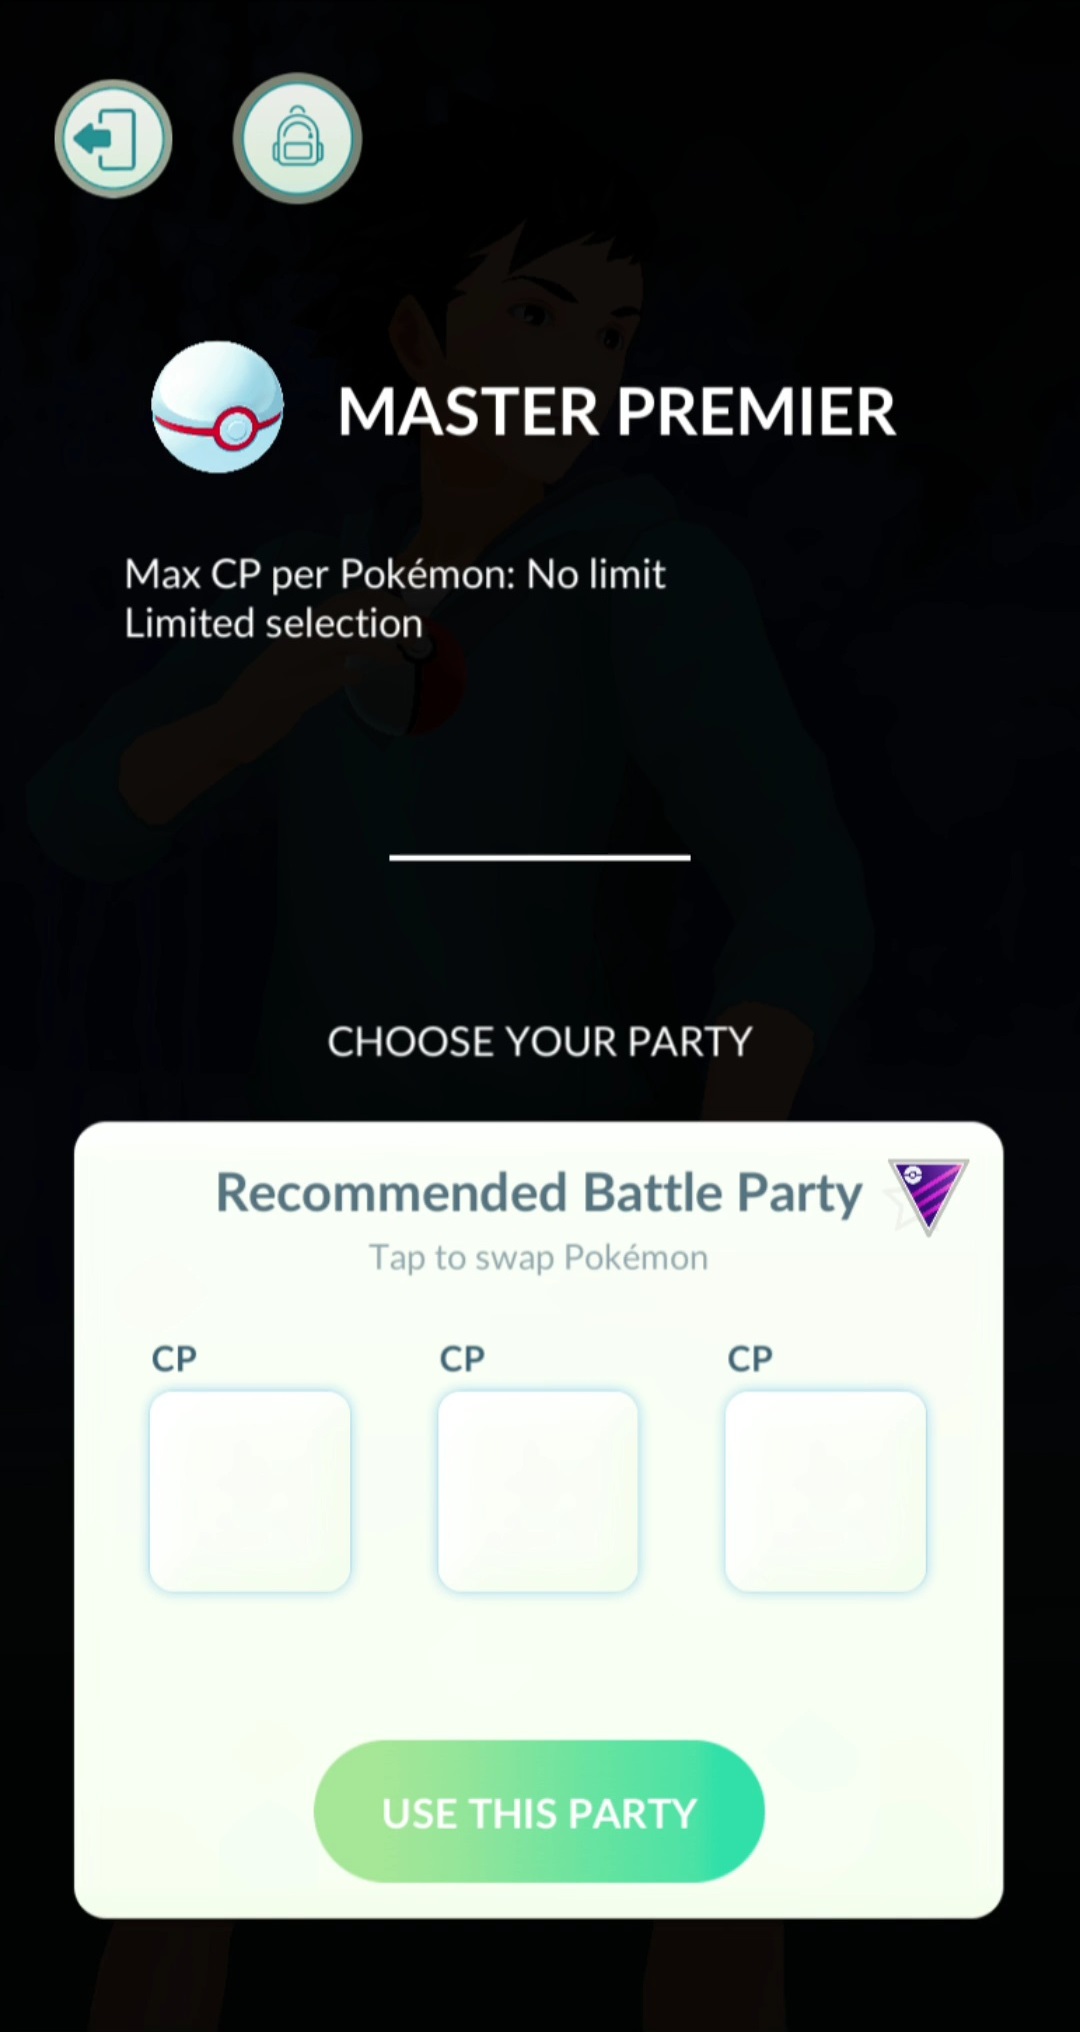 MASTER PREMIER
Max CP per Pokémon: No limit
Limited selection
CHOOSE YOUR PARTY
Recommended Battle Party
Tap to swap Pokémon
CP CP CP
USE THIS PARTY